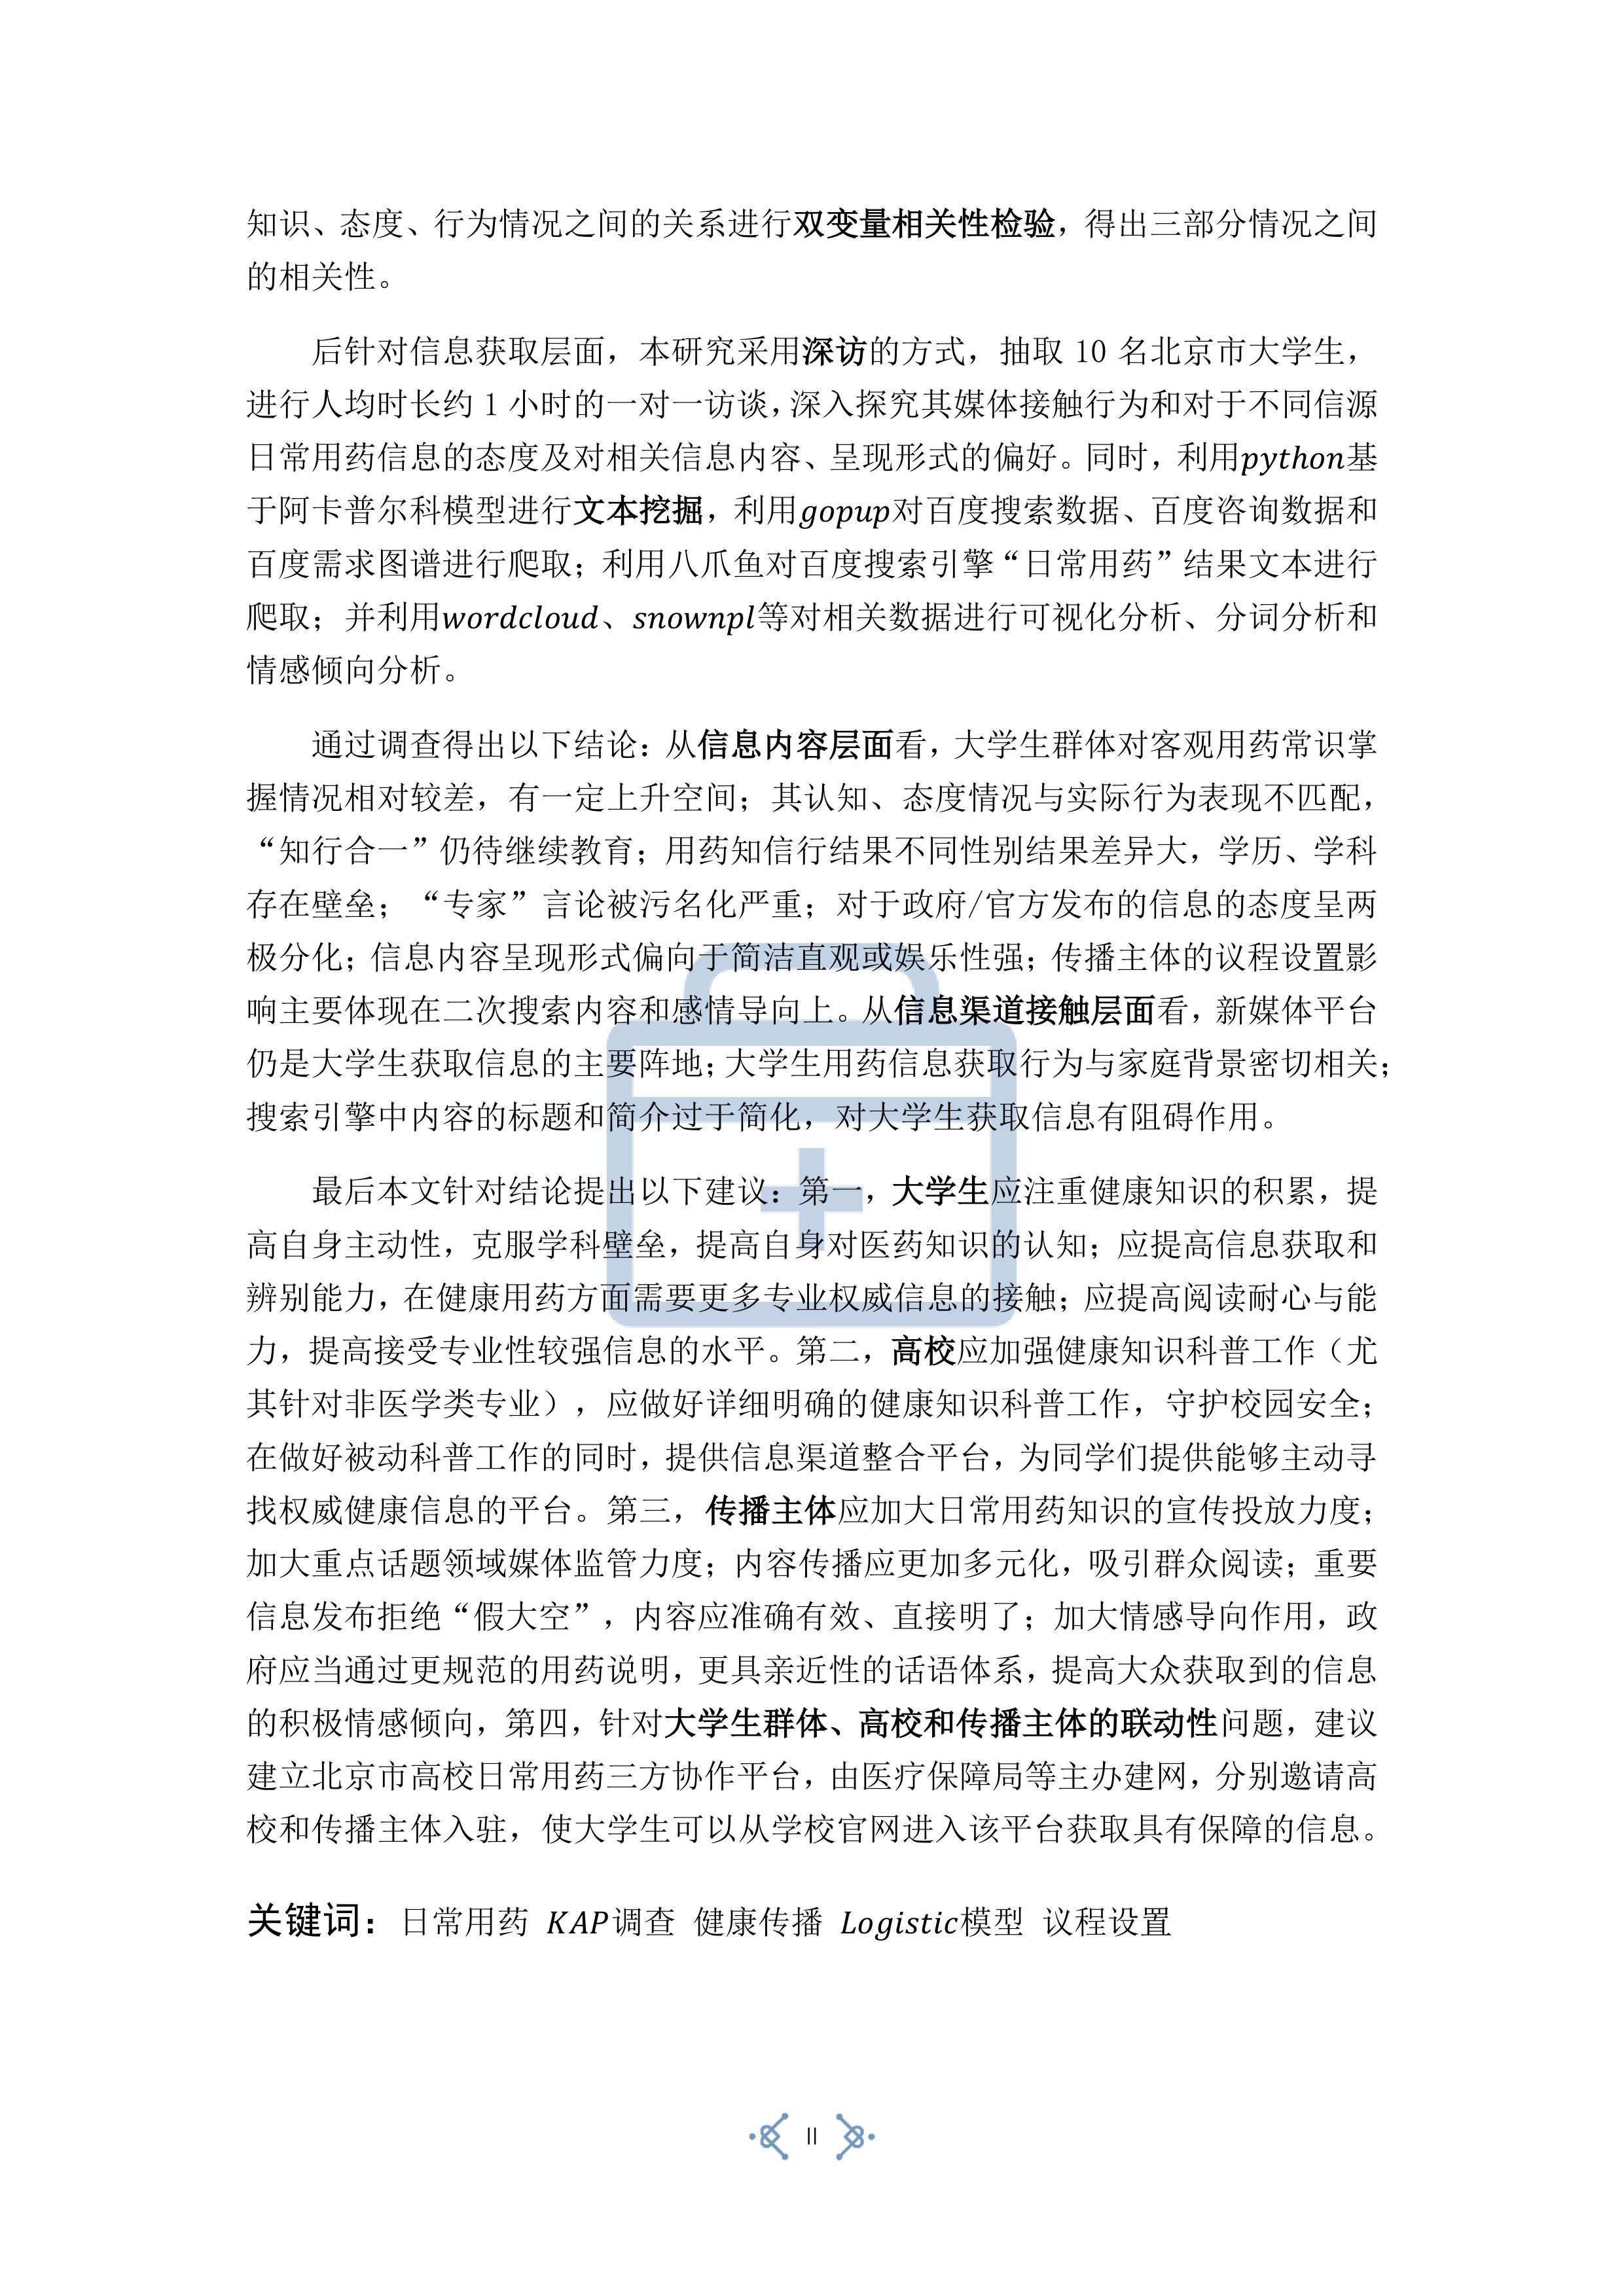 知识、态度、行为情况之间的关系进行双变量相关性检验，得出三部分情况之间
的相关性。
后针对信息获取层面，本研究采用深访的方式，抽取 10 名北京市大学生，
进行人均时长约 1 小时的一对一访谈，深入探究其媒体接触行为和对于不同信源
日常用药信息的态度及对相关信息内容、呈现形式的偏好。同时，利用python基
于阿卡普尔科模型进行文本挖掘，利用gopup对百度搜索数据、百度咨询数据和
百度需求图谱进行爬取；利用八爪鱼对百度搜索引擎“日常用药”结果文本进行
爬取；并利用wordcloud、snownpl等对相关数据进行可视化分析、分词分析和
情感倾向分析。
通过调查得出以下结论：从信息内容层面看，大学生群体对客观用药常识掌
握情况相对较差，有一定上升空间；其认知、态度情况与实际行为表现不匹配，
“知行合一”仍待继续教育；用药知信行结果不同性别结果差异大，学历、学科
存在壁垒；“专家”言论被污名化严重；对于政府/官方发布的信息的态度呈两
极分化；信息内容呈现形式偏向于简洁直观或娱乐性强；传播主体的议程设置影
响主要体现在二次搜索内容和感情导向上。从信息渠道接触层面看，新媒体平台
仍是大学生获取信息的主要阵地；大学生用药信息获取行为与家庭背景密切相关；
搜索引擎中内容的标题和简介过于简化，对大学生获取信息有阻碍作用。
最后本文针对结论提出以下建议：第一，大学生应注重健康知识的积累，提
高自身主动性，克服学科壁垒，提高自身对医药知识的认知；应提高信息获取和
辨别能力，在健康用药方面需要更多专业权威信息的接触；应提高阅读耐心与能
力，提高接受专业性较强信息的水平。第二，高校应加强健康知识科普工作（尤
其针对非医学类专业），应做好详细明确的健康知识科普工作，守护校园安全；
在做好被动科普工作的同时，提供信息渠道整合平台，为同学们提供能够主动寻
找权威健康信息的平台。第三，传播主体应加大日常用药知识的宣传投放力度；
加大重点话题领域媒体监管力度；内容传播应更加多元化，吸引群众阅读；重要
信息发布拒绝“假大空”，内容应准确有效、直接明了；加大情感导向作用，政
府应当通过更规范的用药说明，更具亲近性的话语体系，提高大众获取到的信息
的积极情感倾向，第四，针对大学生群体、高校和传播主体的联动性问题，建议
建立北京市高校日常用药三方协作平台，由医疗保障局等主办建网，分别邀请高
校和传播主体入驻，使大学生可以从学校官网进入该平台获取具有保障的信息。
关键词：日常用药 KAP调查 健康传播 Logistic模型 议程设置
II